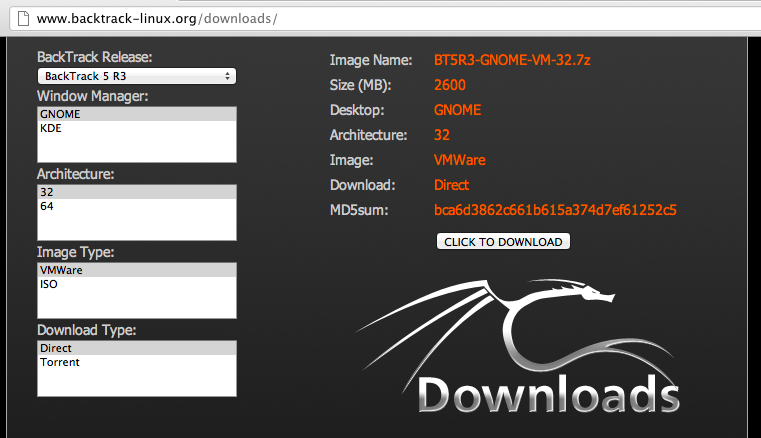 www.backtrack-linux.org/downloads/
BackTrack Release:
BackTrack 5 R3
Window Manager:
GNOME
KDE
Architecture:
32
64
Image Type:
VMWare
ISO
Download Type:
Direct
Torrent
Image Name: BT5R3-GNOME-VM-32.7z
Size (MB): 2600
Desktop: GNOME
Architecture: 32
Image: VMWare
Download: Direct
MD5sum: bca6d3862c661b615a374d7ef61252c5
CLICK TO DOWNLOAD
Downloads